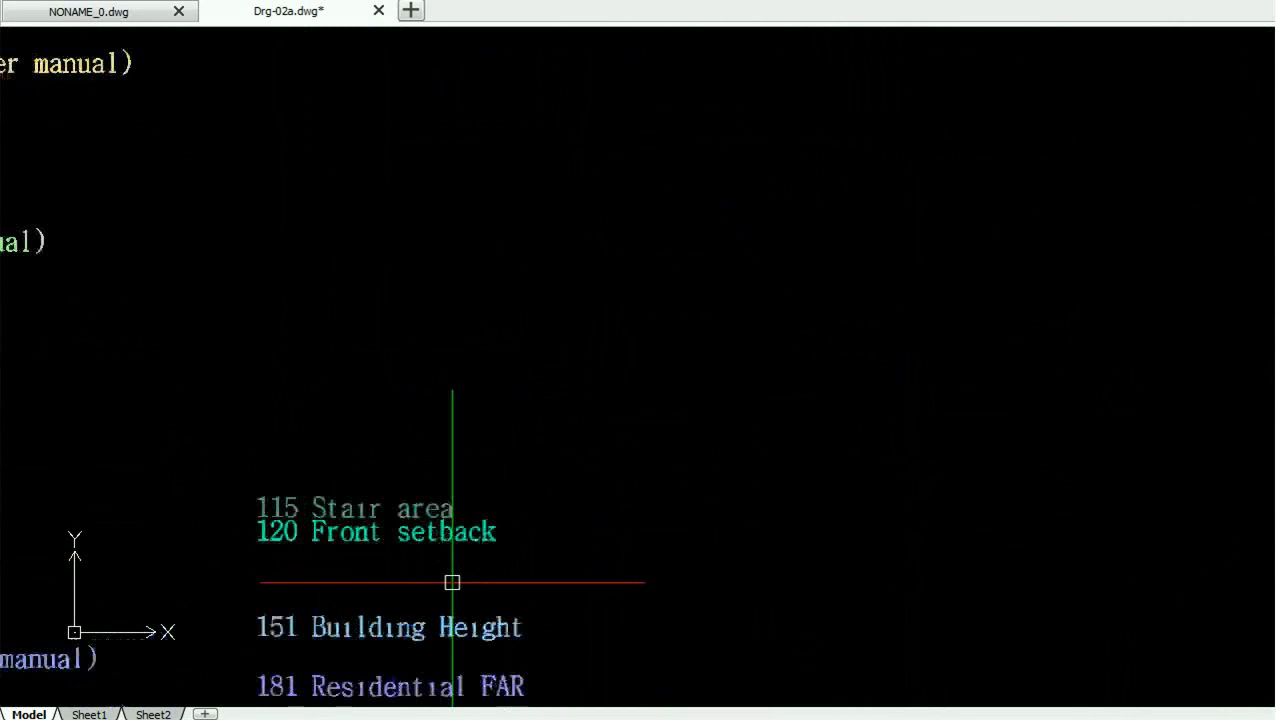 NONAME_0.dwg
Drg-02a.dwg*
er manual)
ual)
115 Stair area
120 Front setback
151 Building Height
181 Residential FAR
Y
X
manual)
Model Sheet1 Sheet2